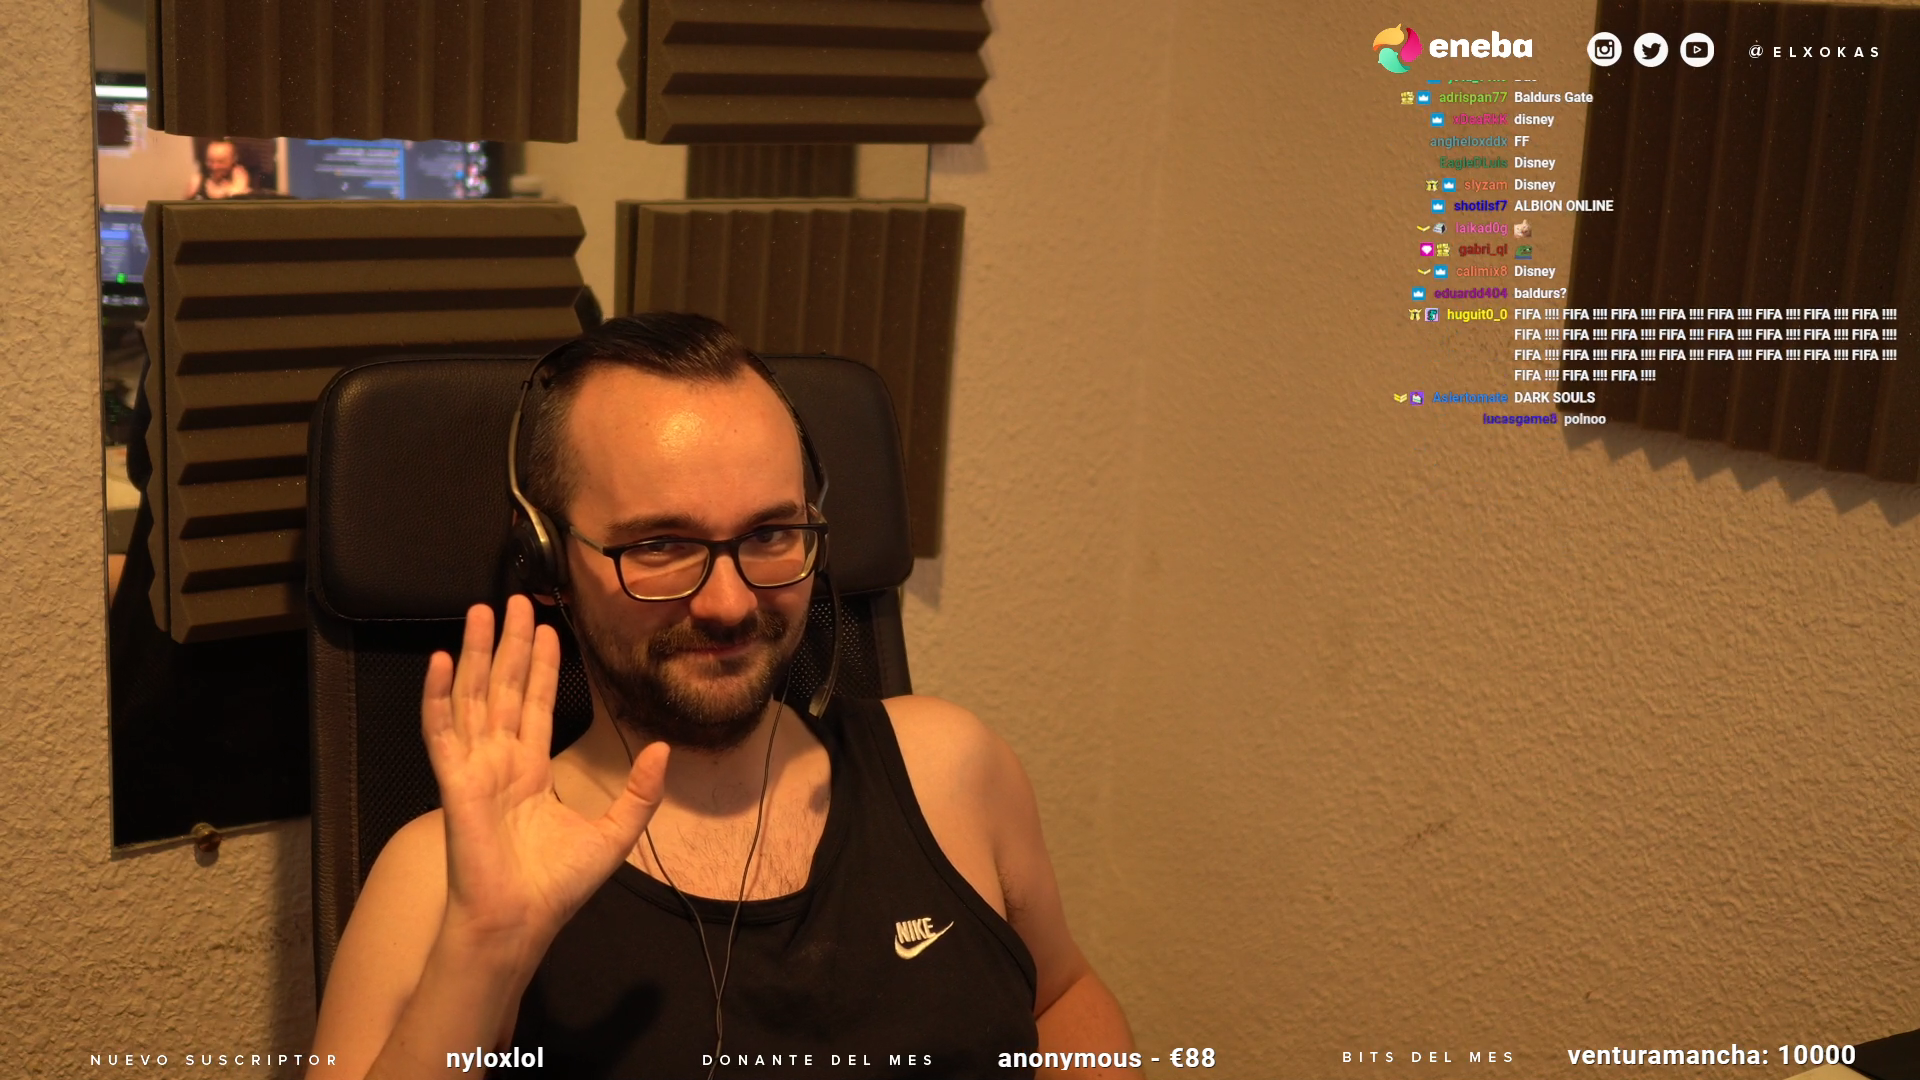 eneba
@ELXOKAS
adrispan77 Baldurs Gate
disney
angheloxddx FF
EagleOLuis Disney
slyzam Disney
shotilsf7 ALBION ONLINE
laikad0g
gabri_ql
calimix8 Disney
eduardd404 baldurs?
huguit0_0 FIFA !!!! FIFA !!!! FIFA !!!! FIFA !!!! FIFA !!!! FIFA !!!! FIFA !!!! FIFA !!!!
FIFA !!!! FIFA !!!! FIFA !!!! FIFA !!!! FIFA !!!! FIFA !!!! FIFA !!!! FIFA !!!!
FIFA !!!! FIFA !!!! FIFA !!!! FIFA !!!! FIFA !!!! FIFA !!!! FIFA !!!! FIFA !!!!
FIFA !!!! FIFA !!!! FIFA !!!!
Asiertomate DARK SOULS
lucasgame8 polnoo
NIKE
NUEVO SUSCRIPTOR nyloxlol DONANTE DEL MES anonymous - €88 BITS DEL MES venturamancha: 10000